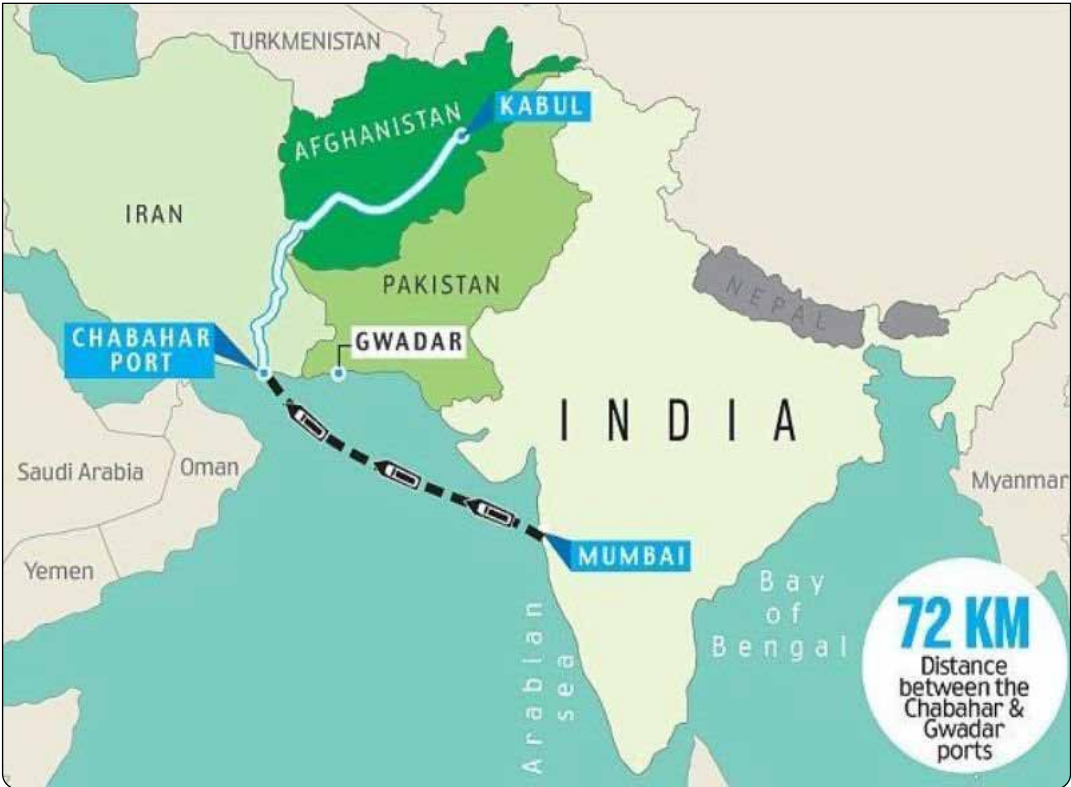 TURKMENISTAN
AFGHANISTAN
KABUL
IRAN
PAKISTAN
NEPAL
CHABAHAR
PORT
GWADAR
INDIA
Saudi Arabia
Oman
Myanmar
Yemen
MUMBAI
Arabian
sea
Bay
of
Bengal
72 KM
Distance
between the
Chabahar &
Gwadar
ports